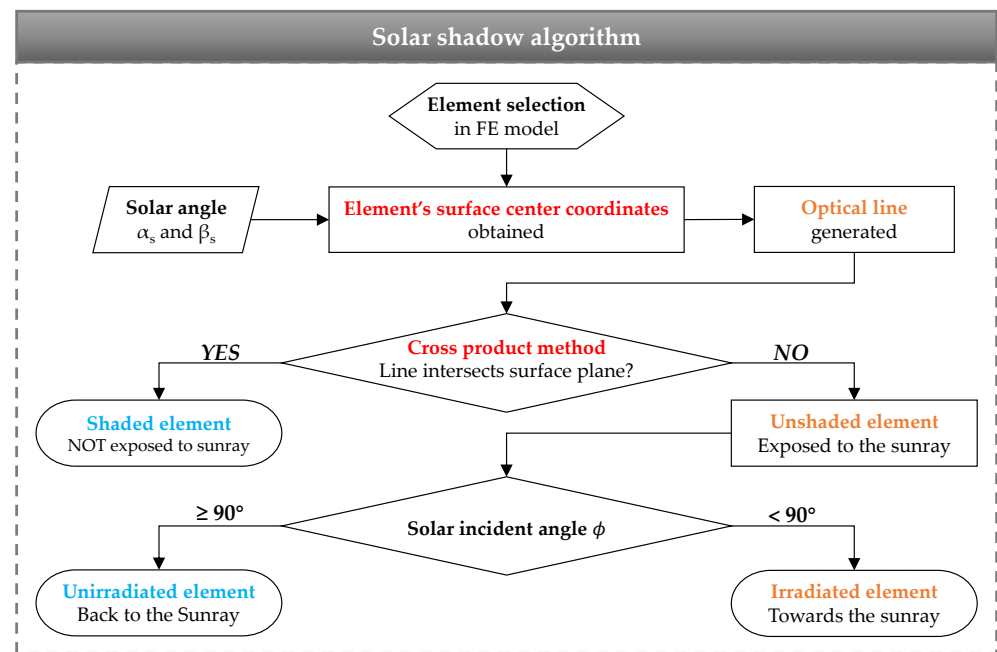 Solar shadow algorithm
Element selection
in FE model
Solar angle
αs and βs
Element's surface center coordinates
obtained
Optical line
generated
Cross product method
Line intersects surface plane?
YES
NO
Shaded element
NOT exposed to sunray
Unshaded element
Exposed to the sunray
Solar incident angle ϕ
≥ 90°
< 90°
Unirradiated element
Back to the Sunray
Irradiated element
Towards the sunray